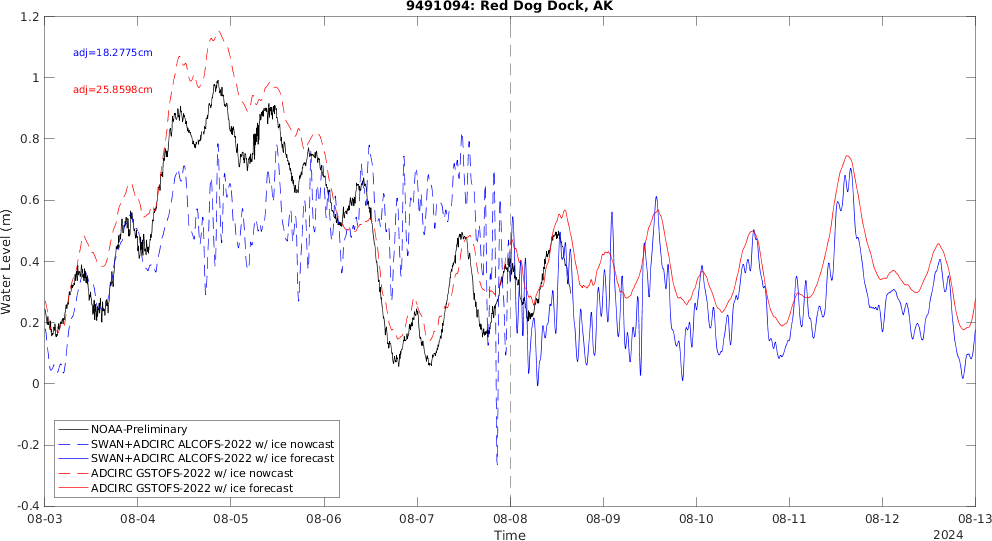 9491094: Red Dog Dock, AK
adj=18.2775cm
adj=25.8598cm
Water Level (m)
1.2
1
0.8
0.6
0.4
0.2
0
-0.2
-0.4
NOAA-Preliminary
SWAN+ADCIRC ALCOFS-2022 w/ ice nowcast
SWAN+ADCIRC ALCOFS-2022 w/ ice forecast
ADCIRC GSTOFS-2022 w/ ice nowcast
ADCIRC GSTOFS-2022 w/ ice forecast
08-03 08-04 08-05 08-06 08-07 08-08 08-09 08-10 08-11 08-12 08-13
Time
2024